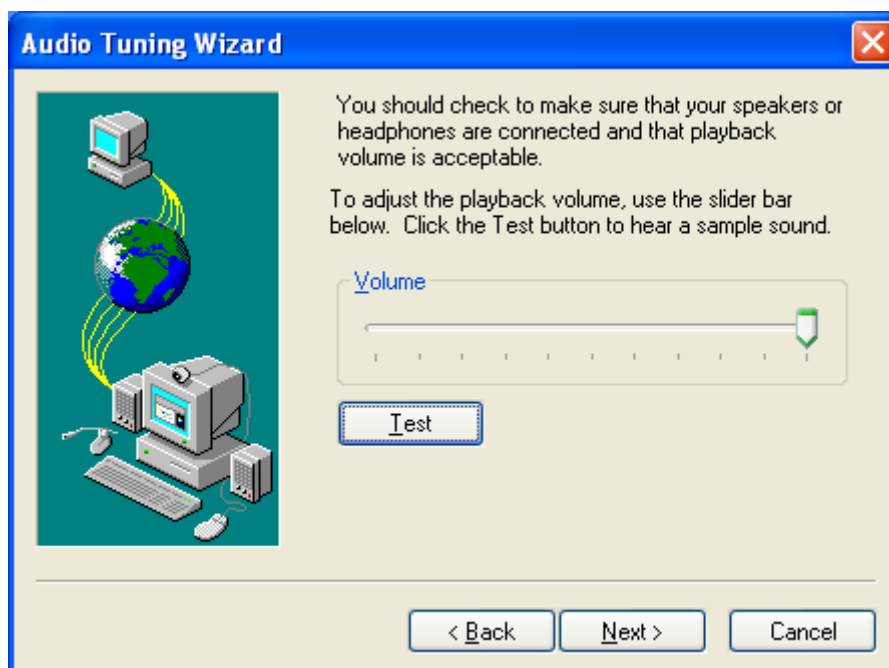 Audio Tuning Wizard
You should check to make sure that your speakers or
headphones are connected and that playback
volume is acceptable.
To adjust the playback volume, use the slider bar
below.  Click the Test button to hear a sample sound.
Volume
Test
< Back
Next >
Cancel